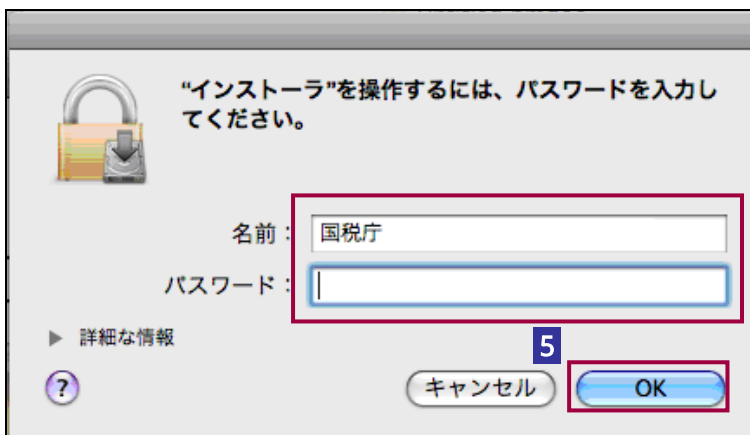 “インストーラ”を操作するには、パスワードを入力し
てください。
名前：国税庁
パスワード：
▶ 詳細な情報
5
? キャンセル OK